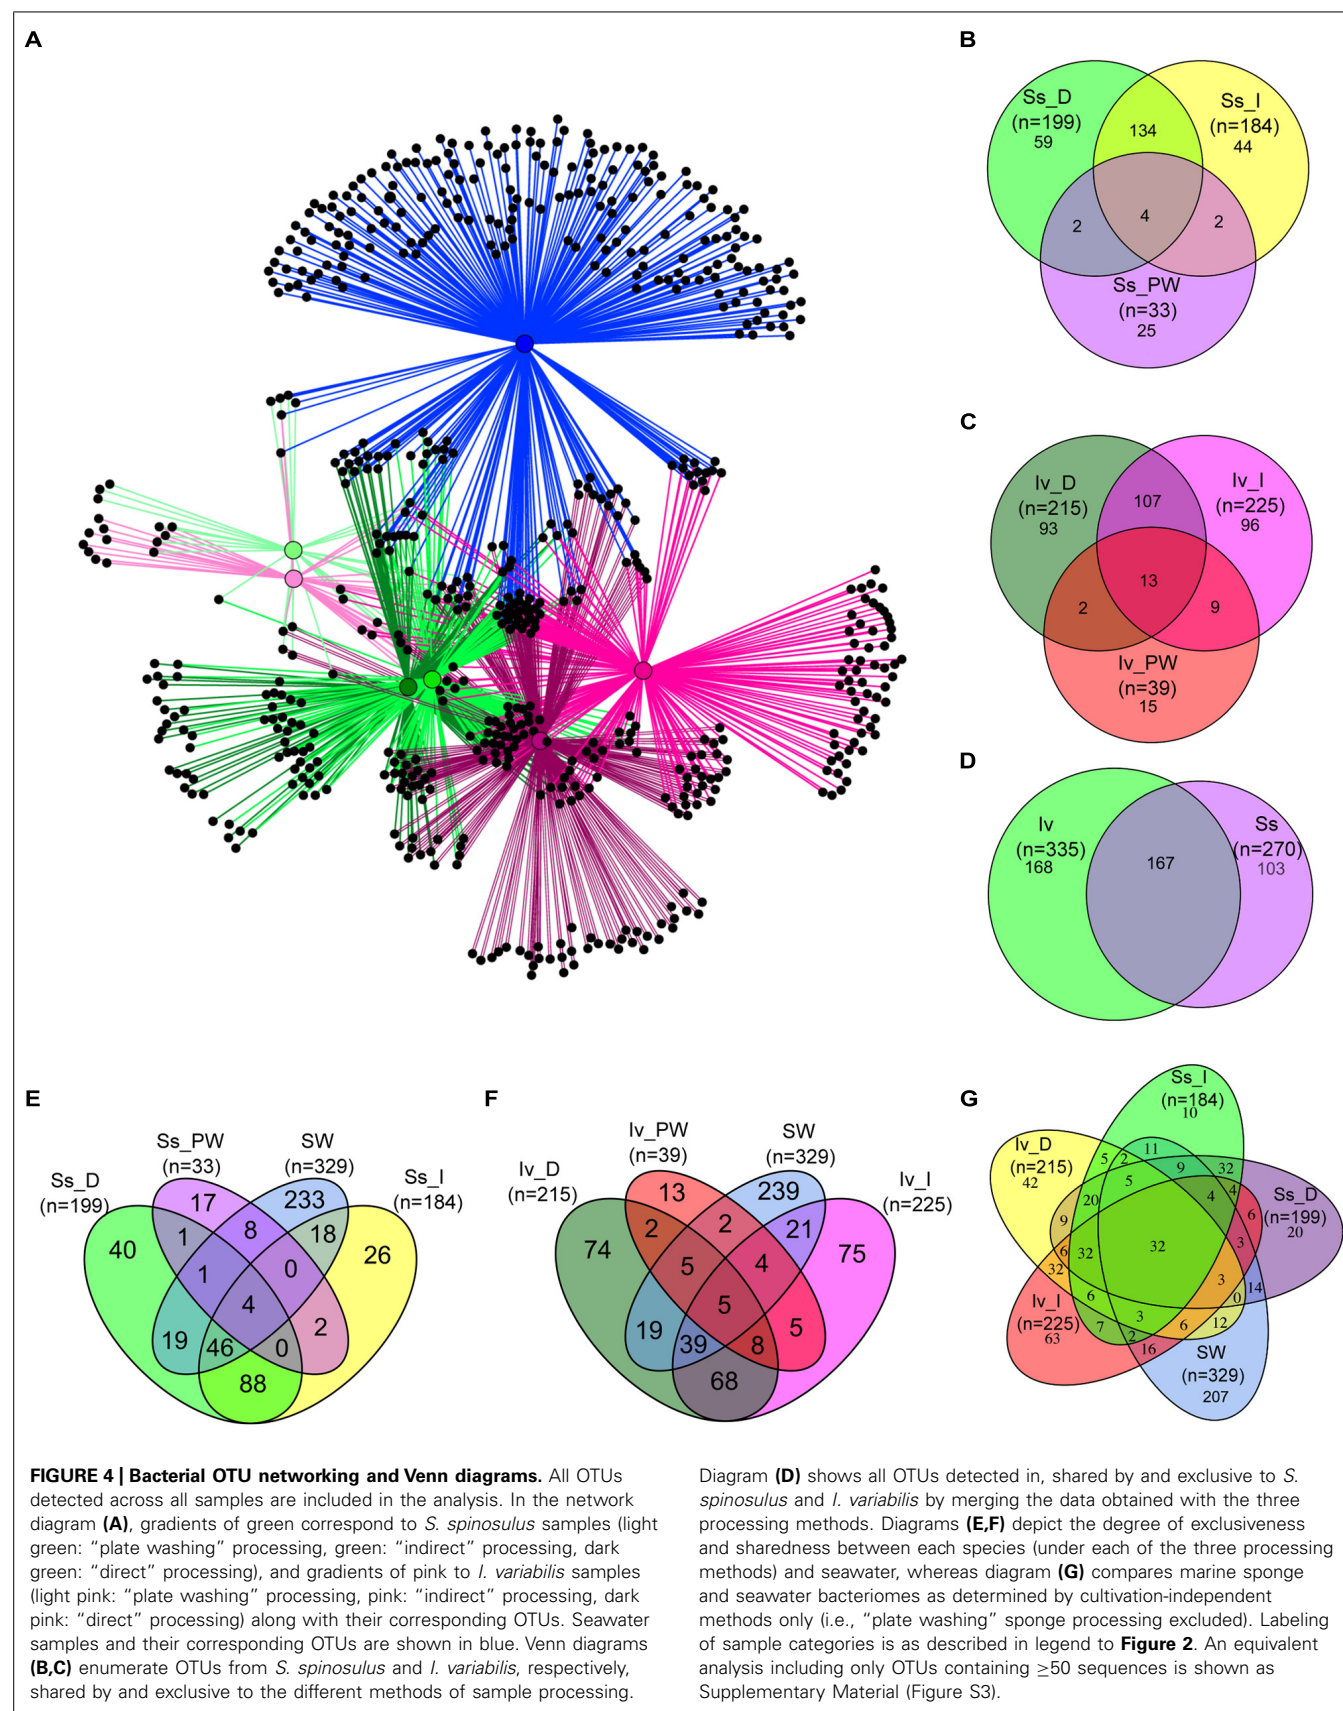 A
B
Ss_D
(n=199)
59
134
Ss_I
(n=184)
44
2
4
2
Ss_PW
(n=33)
25
C
Iv_D
(n=215)
93
107
Iv_I
(n=225)
96
2
13
9
Iv_PW
(n=39)
15
D
Iv
(n=335)
168
167
Ss
(n=270)
103
E
Ss_D
(n=199)
Ss_PW
(n=33)
SW
(n=329)
Ss_I
(n=184)
40
17
233
26
1
8
18
1
0
4
19
46
0
2
88
F
Iv_D
(n=215)
Iv_PW
(n=39)
SW
(n=329)
Iv_I
(n=225)
74
13
239
75
2
2
21
5
4
5
19
39
8
5
68
G
Ss_I
(n=184)
10
Iv_D
(n=215)
42
Ss_D
(n=199)
20
Iv_I
(n=225)
63
SW
(n=329)
207
5
2
11
9
32
5
20
4
4
6
9
3
6
32
32
32
3
14
0
6
3
7
2
6
12
16
FIGURE 4 | Bacterial OTU networking and Venn diagrams. All OTUs
detected across all samples are included in the analysis. In the network
diagram (A), gradients of green correspond to S. spinosulus samples (light
green: “plate washing” processing, green: “indirect” processing, dark
green: “direct” processing), and gradients of pink to I. variabilis samples
(light pink: “plate washing” processing, pink: “indirect” processing, dark
pink: “direct” processing) along with their corresponding OTUs. Seawater
samples and their corresponding OTUs are shown in blue. Venn diagrams
(B,C) enumerate OTUs from S. spinosulus and I. variabilis, respectively,
shared by and exclusive to the different methods of sample processing.
Diagram (D) shows all OTUs detected in, shared by and exclusive to S.
spinosulus and I. variabilis by merging the data obtained with the three
processing methods. Diagrams (E,F) depict the degree of exclusiveness
and sharedness between each species (under each of the three processing
methods) and seawater, whereas diagram (G) compares marine sponge
and seawater bacteriomes as determined by cultivation-independent
methods only (i.e., “plate washing” sponge processing excluded). Labeling
of sample categories is as described in legend to Figure 2. An equivalent
analysis including only OTUs containing ≥50 sequences is shown as
Supplementary Material (Figure S3).